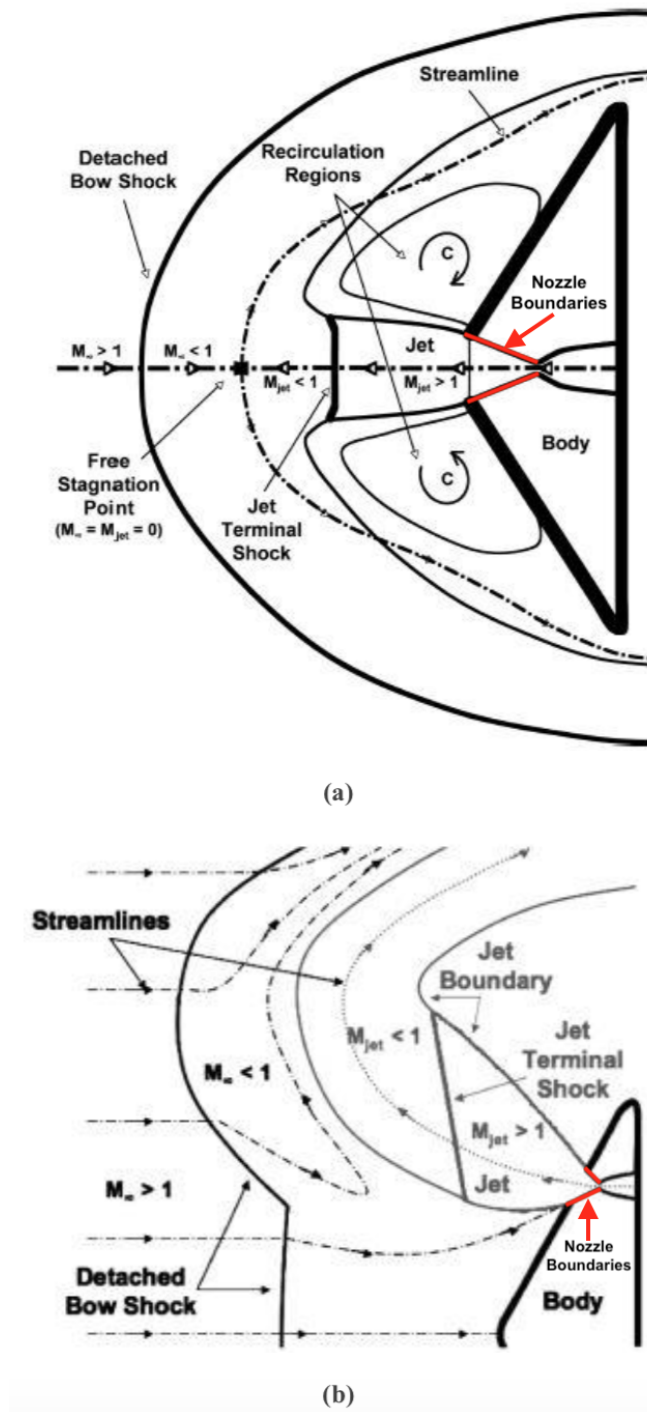 Streamline
Detached
Bow Shock
Recirculation
Regions
C
Nozzle
Boundaries
M∞ > 1
M∞ < 1
Jet
Mjet < 1
Mjet > 1
Free
Stagnation
Point
(M∞ = Mjet = 0)
Jet
Terminal
Shock
C
Body
(a)
Streamlines
Jet
Boundary
Mjet < 1
Jet
Terminal
Shock
M∞ < 1
Mjet > 1
M∞ > 1
Jet
Nozzle
Boundaries
Detached
Bow Shock
Body
(b)